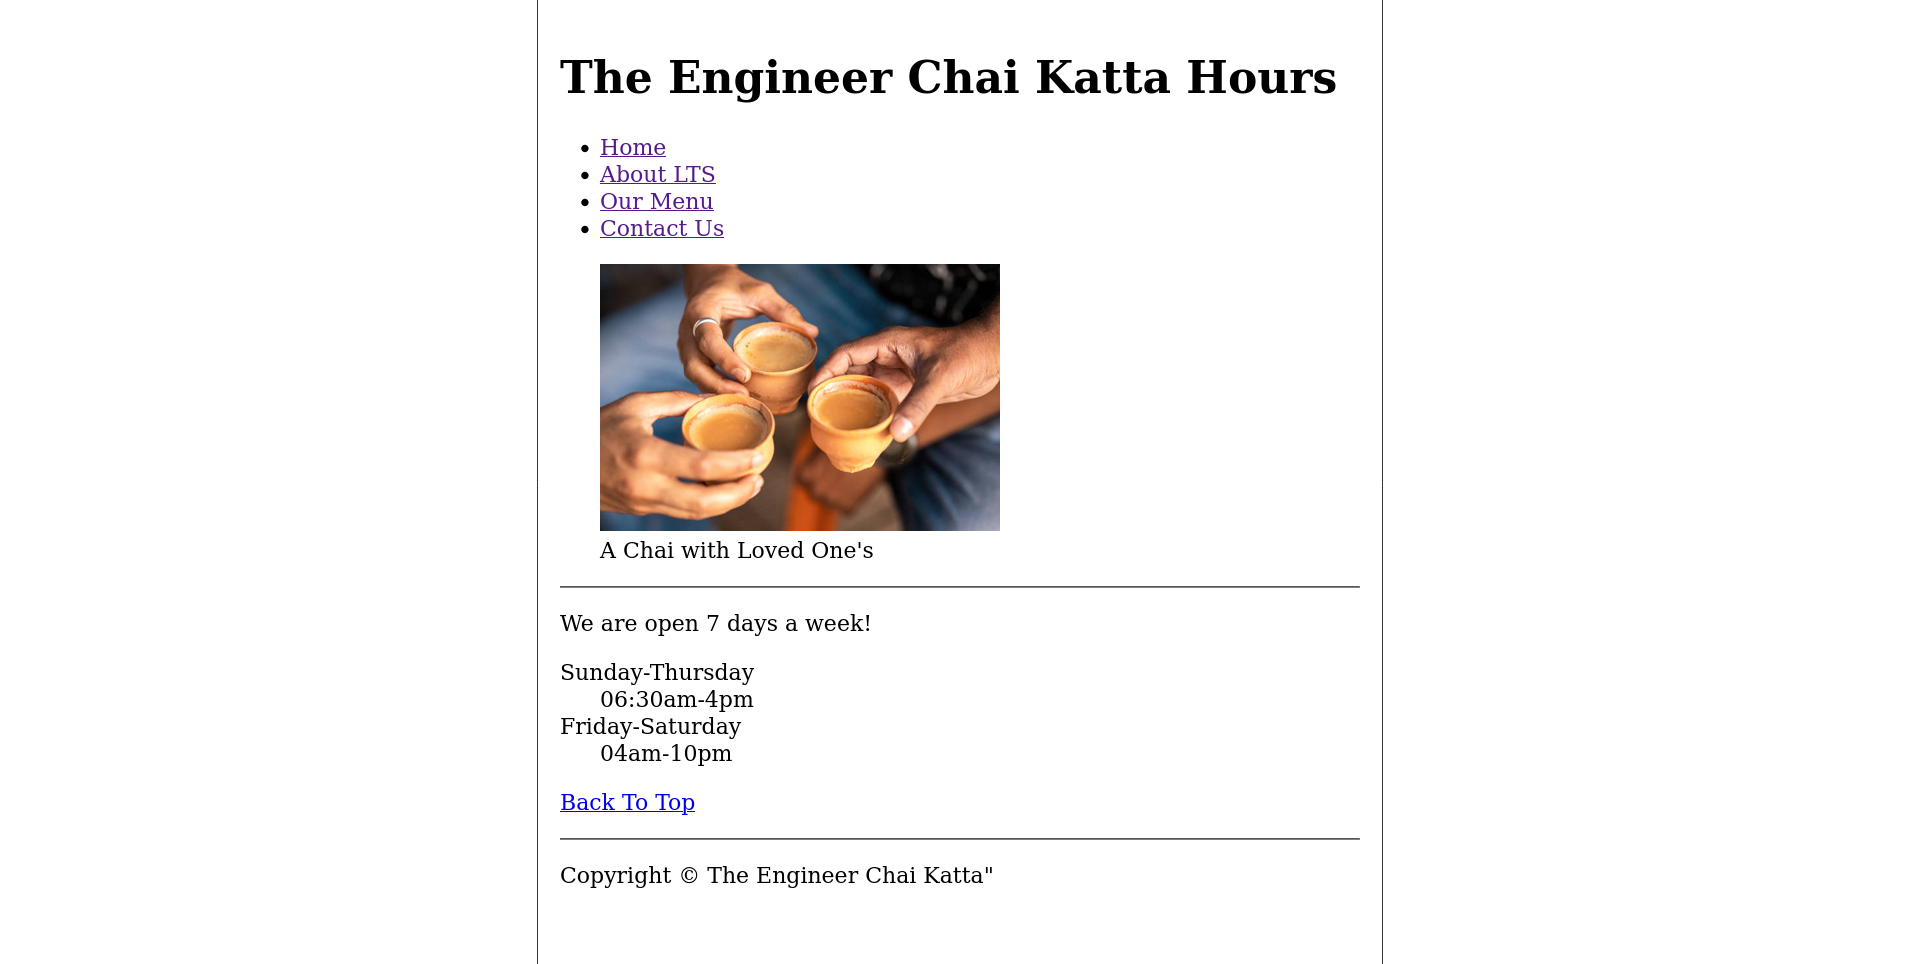 The Engineer Chai Katta Hours
Home
About LTS
Our Menu
Contact Us
A Chai with Loved One's
We are open 7 days a week!
Sunday-Thursday
06:30am-4pm
Friday-Saturday
04am-10pm
Back To Top
Copyright © The Engineer Chai Katta"